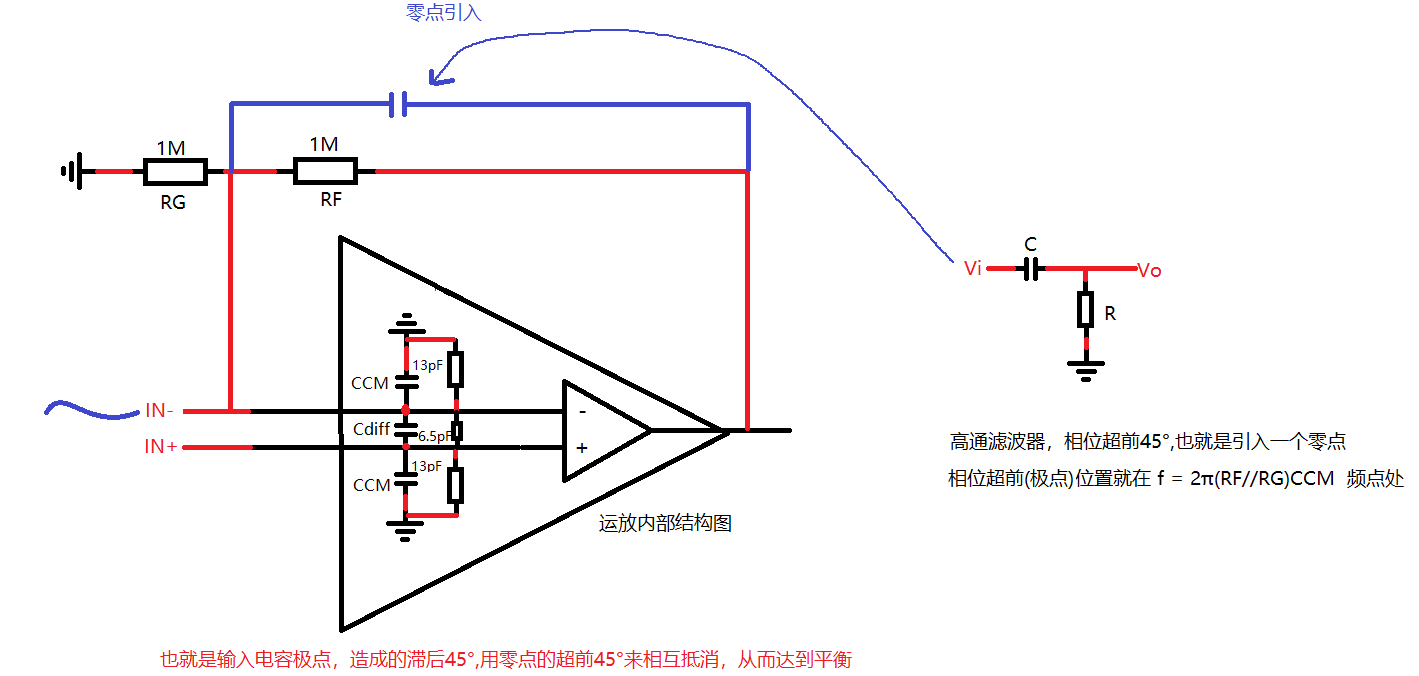 零点引入
1M
1M
RG
RF
C
Vi
Vo
R
13pF
CCM
IN-
-
Cdiff
6.5pF
IN+
+
13pF
CCM
高通滤波器，相位超前45°,也就是引入一个零点
相位超前(极点)位置就在 f = 2π(RF//RG)CCM 频点处
运放内部结构图
也就是输入电容极点，造成的滞后45°,用零点的超前45°来相互抵消，从而达到平衡